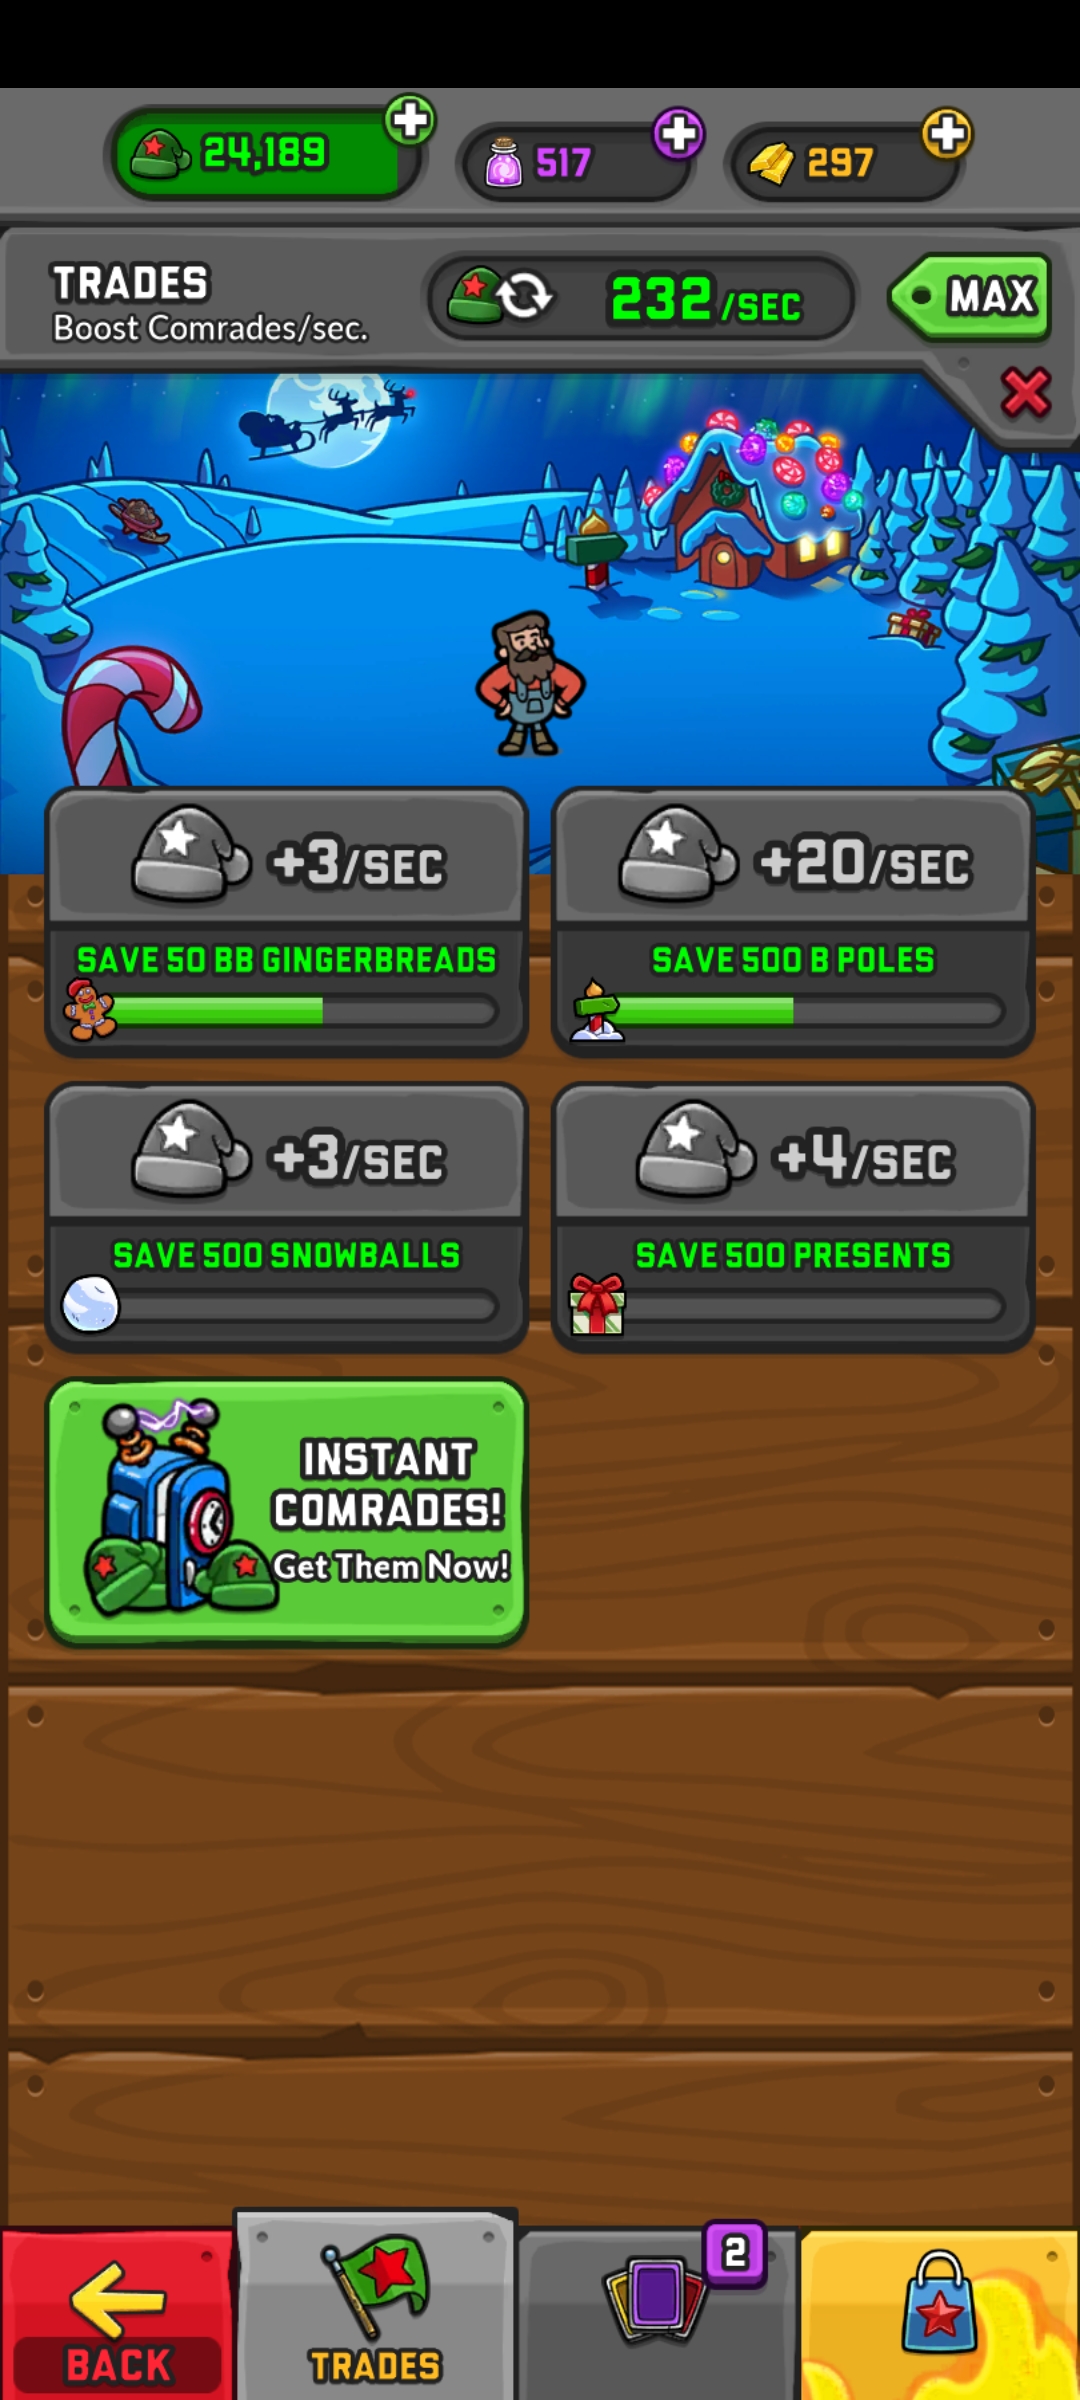 24,189
517
297
TRADES
Boost Comrades/sec.
232/SEC
MAX
+3/SEC
SAVE 50 BB GINGERBREADS
+20/SEC
SAVE 500 B POLES
+3/SEC
SAVE 500 SNOWBALLS
+4/SEC
SAVE 500 PRESENTS
INSTANT
COMRADES!
Get Them Now!
BACK
TRADES
2